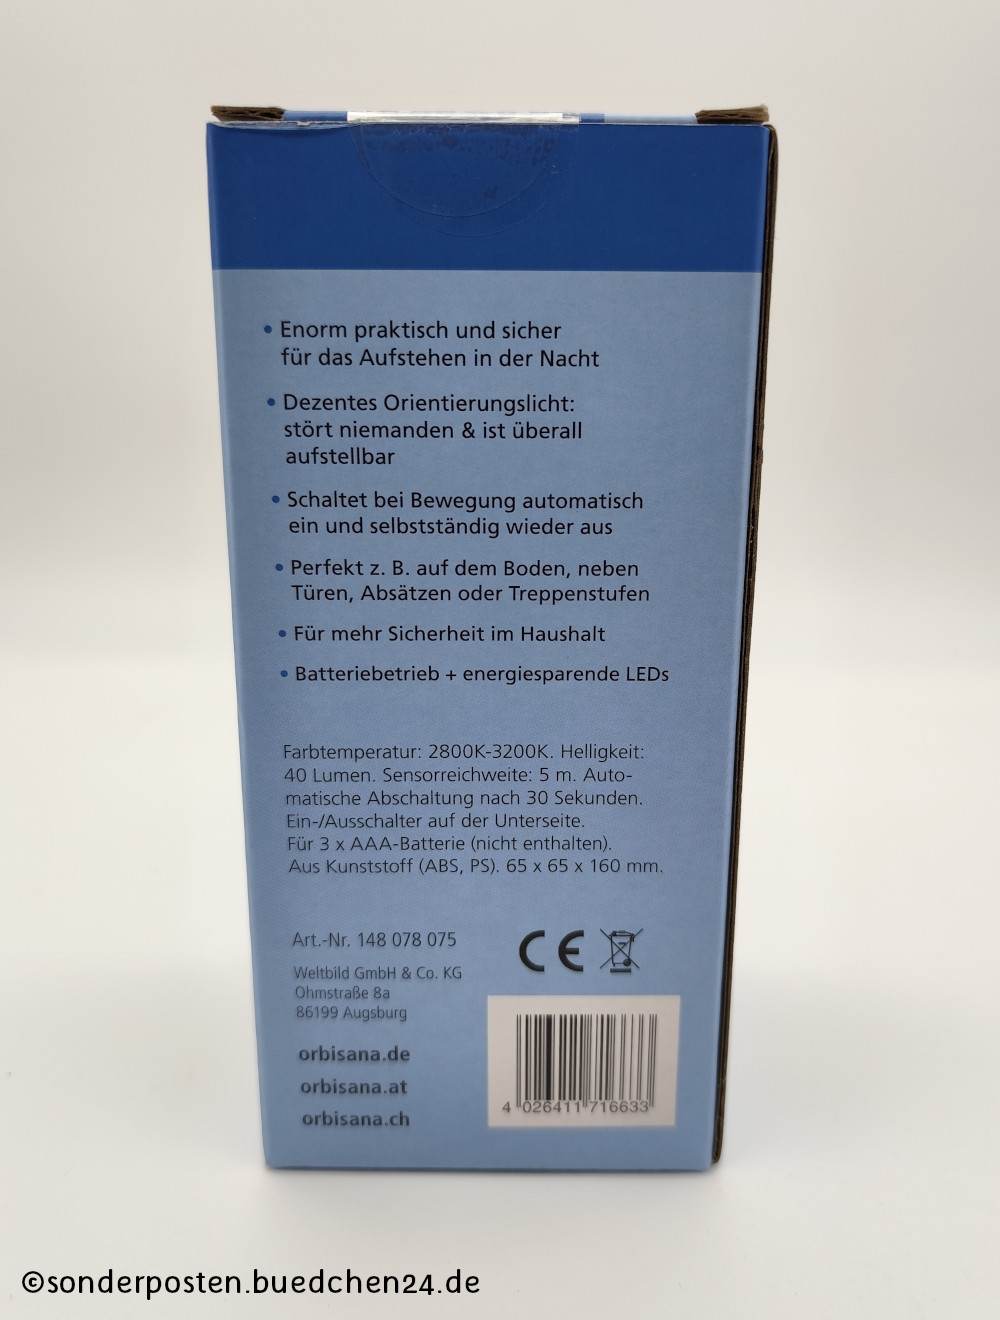 • Enorm praktisch und sicher
für das Aufstehen in der Nacht
• Dezentes Orientierungslicht:
stört niemanden & ist überall
aufstellbar
• Schaltet bei Bewegung automatisch
ein und selbstständig wieder aus
• Perfekt z. B. auf dem Boden, neben
Türen, Absätzen oder Treppenstufen
• Für mehr Sicherheit im Haushalt
• Batteriebetrieb + energiesparende LEDs
Farbtemperatur: 2800K-3200K. Helligkeit:
40 Lumen. Sensorreichweite: 5 m. Auto-
matische Abschaltung nach 30 Sekunden.
Ein-/Ausschalter auf der Unterseite.
Für 3 x AAA-Batterie (nicht enthalten).
Aus Kunststoff (ABS, PS). 65 x 65 x 160 mm.
Art.-Nr. 148 078 075
CE
Weltbild GmbH & Co. KG
Ohmstraße 8a
86199 Augsburg
orbisana.de
orbisana.at
orbisana.ch
4 026411 716633
©sonderposten.buedchen24.de